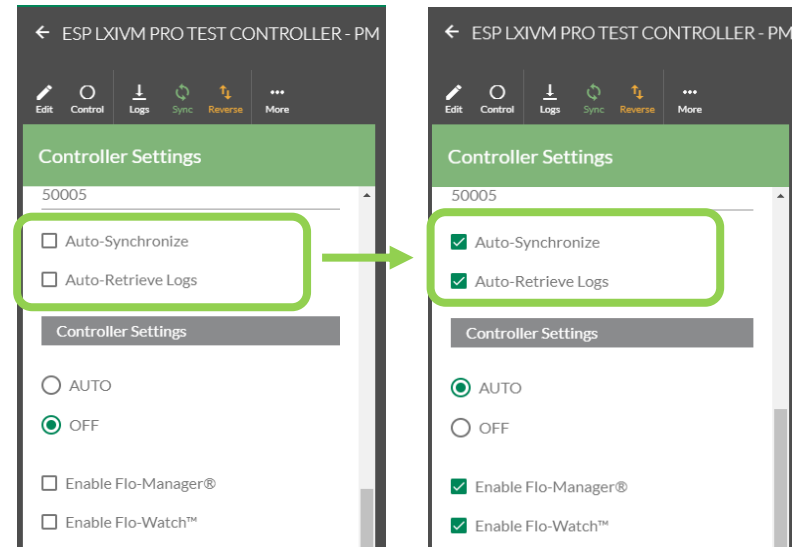 ESP LXIVM PRO TEST CONTROLLER - PM
Edit Control Logs Sync Reverse More
Controller Settings
50005
Auto-Synchronize
Auto-Retrieve Logs
Controller Settings
AUTO
OFF
Enable Flo-Manager®
Enable Flo-Watch™
ESP LXIVM PRO TEST CONTROLLER - PM
Edit Control Logs Sync Reverse More
Controller Settings
50005
Auto-Synchronize
Auto-Retrieve Logs
Controller Settings
AUTO
OFF
Enable Flo-Manager®
Enable Flo-Watch™